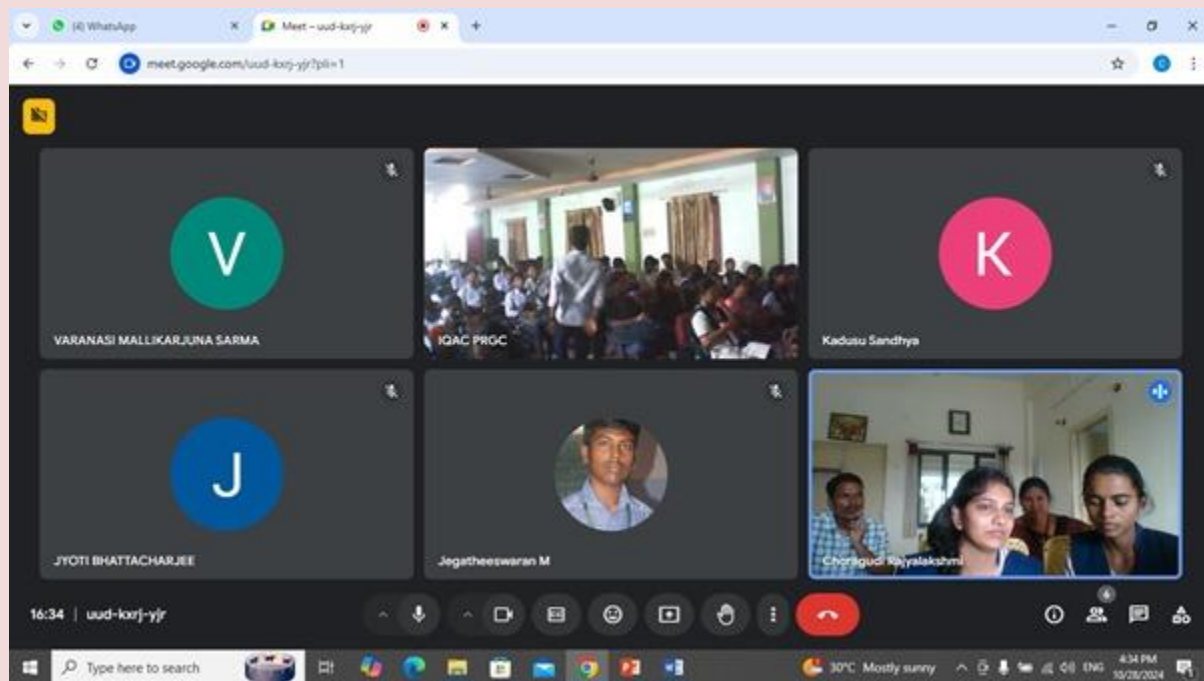 (4) WhatsApp
Meet – uud-kxrj-yjr
meet.google.com/uud-kxrj-yjr?pli=1
V
VARANASI MALLIKARJUNA SARMA
IQAC PRGC
K
Kadusu Sandhya
J
JYOTI BHATTACHARJEE
Jegatheeswaran M
Choragudi Rajyalakshmi
16:34 | uud-kxrj-yjr
6
Type here to search
30°C Mostly sunny
ENG
4:34 PM
10/28/2024